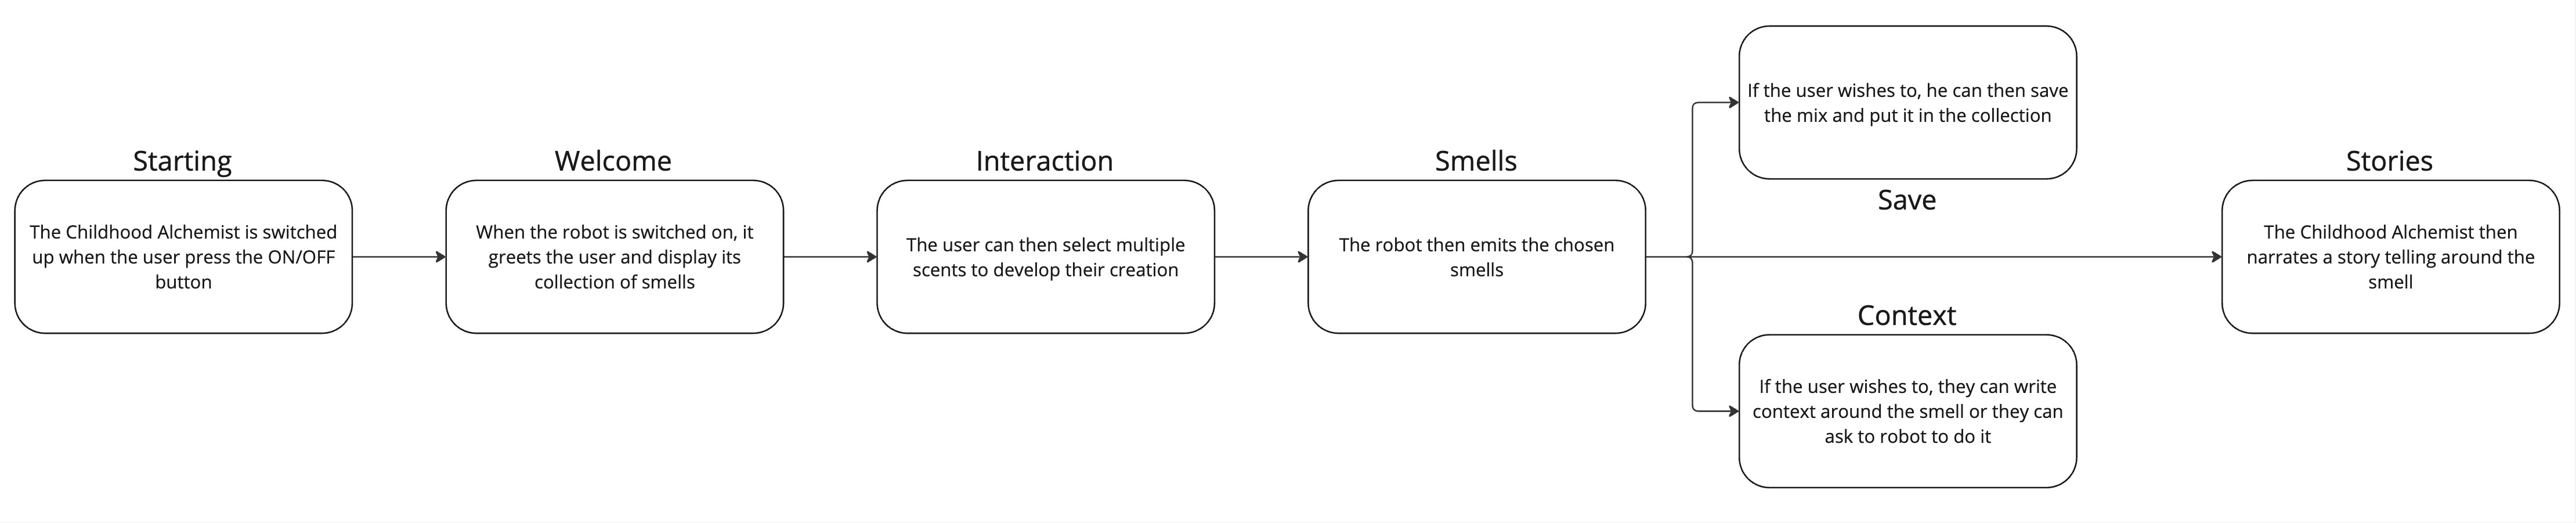 Starting
The Childhood Alchemist is switched
up when the user press the ON/OFF
button
Welcome
When the robot is switched on, it
greets the user and display its
collection of smells
Interaction
The user can then select multiple
scents to develop their creation
Smells
The robot then emits the chosen
smells
If the user wishes to, he can then save
the mix and put it in the collection
Save
Context
If the user wishes to, they can write
context around the smell or they can
ask to robot to do it
Stories
The Childhood Alchemist then
narrates a story telling around the
smell